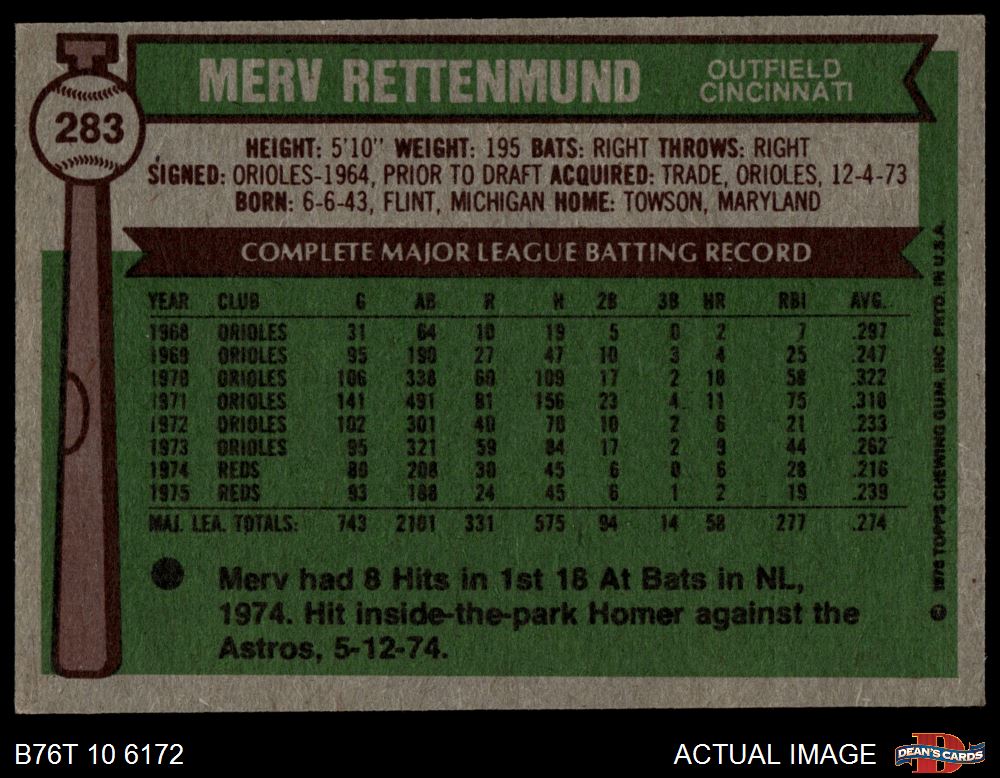 283
MERV RETTENMUND
OUTFIELD
CINCINNATI
HEIGHT: 5'10" WEIGHT: 195 BATS: RIGHT THROWS: RIGHT
SIGNED: ORIOLES-1964, PRIOR TO DRAFT ACQUIRED: TRADE, ORIOLES, 12-4-73
BORN: 6-6-43, FLINT, MICHIGAN HOME: TOWSON, MARYLAND
COMPLETE MAJOR LEAGUE BATTING RECORD
YEAR CLUB G AB R H 2B 3B HR RBI AVG.
1968 ORIOLES 31 64 10 19 5 0 2 7 .297
1969 ORIOLES 95 190 27 47 10 3 4 25 .247
1970 ORIOLES 106 338 60 109 17 2 18 58 .322
1971 ORIOLES 141 491 81 156 23 4 11 75 .318
1972 ORIOLES 102 301 40 70 10 2 6 21 .233
1973 ORIOLES 95 321 59 84 17 2 9 44 .262
1974 REDS 80 208 30 45 6 0 6 28 .216
1975 REDS 93 188 24 45 6 1 2 19 .239
MAJ. LEA. TOTALS: 743 2101 331 575 94 14 58 277 .274
Merv had 8 Hits in 1st 18 At Bats in NL,
1974. Hit inside-the-park Homer against the
Astros, 5-12-74.
© 1976 TOPPS CHEWING GUM, INC. PRTD. IN U.S.A.
B76T 10 6172
ACTUAL IMAGE
DEAN'S CARDS